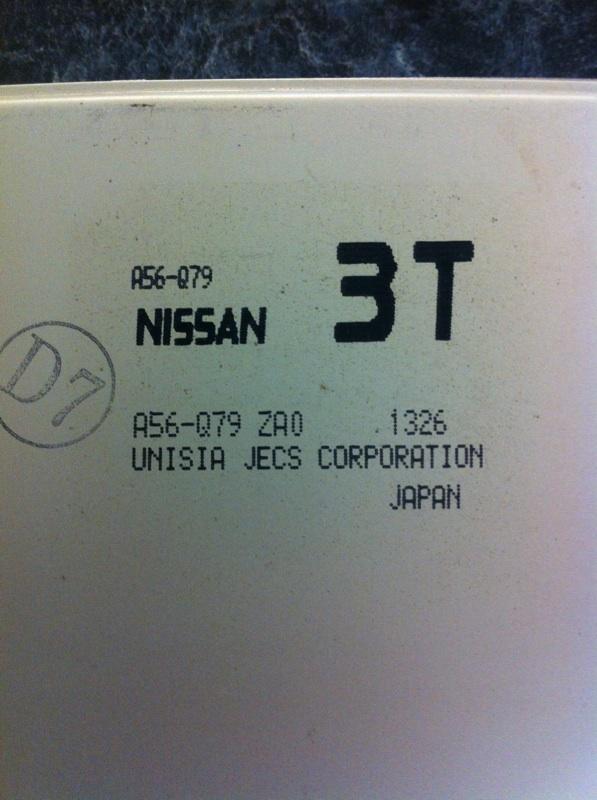 A56-Q79
NISSAN 3T
D7
A56-Q79 ZA0 1326
UNISIA JECS CORPORATION
JAPAN